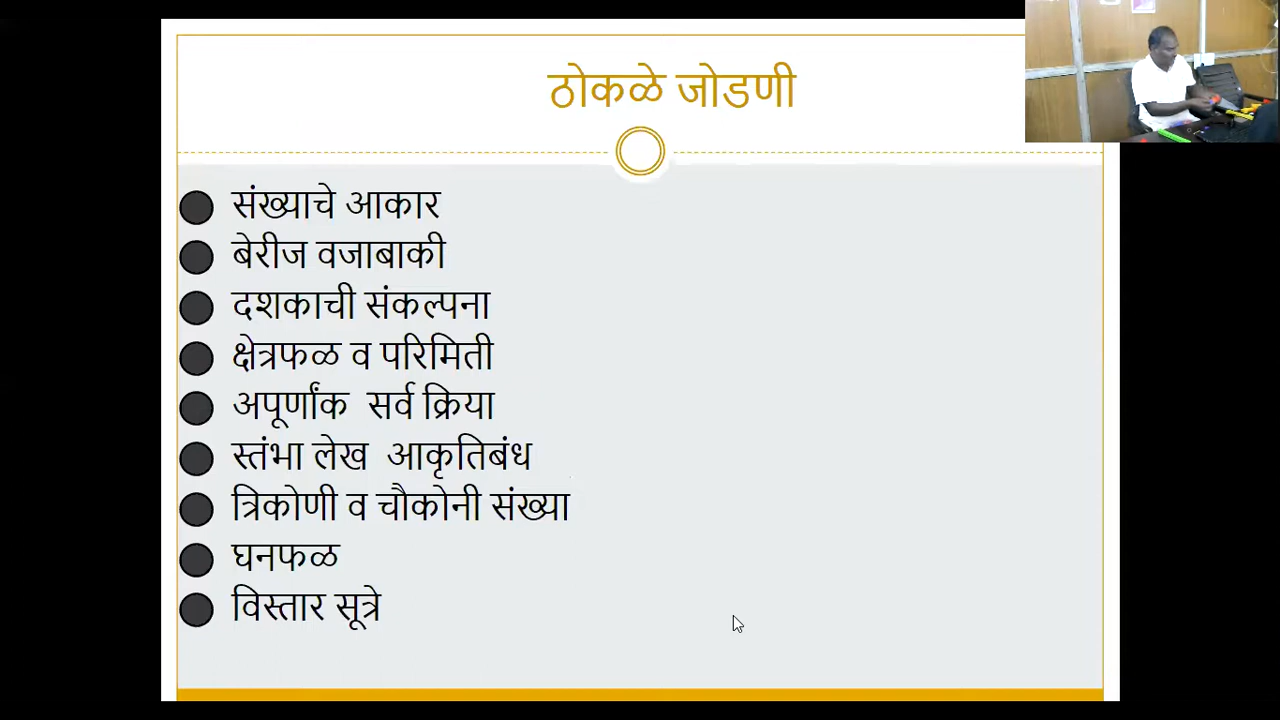 ठोकळे जोडणी
संख्याचे आकार
बेरीज वजाबाकी
दशकाची संकल्पना
क्षेत्रफळ व परिमिती
अपूर्णांक सर्व क्रिया
स्तंभा लेख आकृतिबंध
त्रिकोणी व चौकोनी संख्या
घनफळ
विस्तार सूत्रे